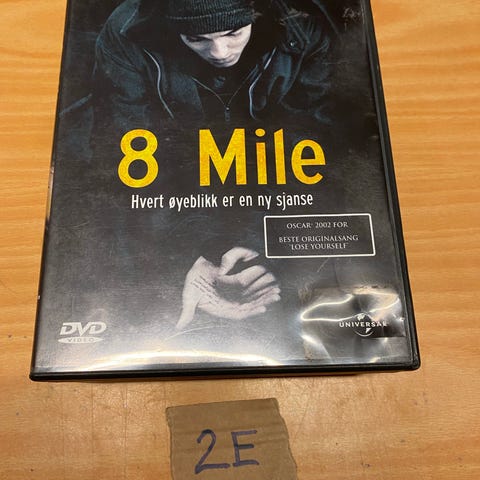 8 Mile
Hvert øyeblikk er en ny sjanse
OSCAR® 2002 FOR
BESTE ORIGINALSANG
'LOSE YOURSELF'
DVD
VIDEO
UNIVERSAL
2E